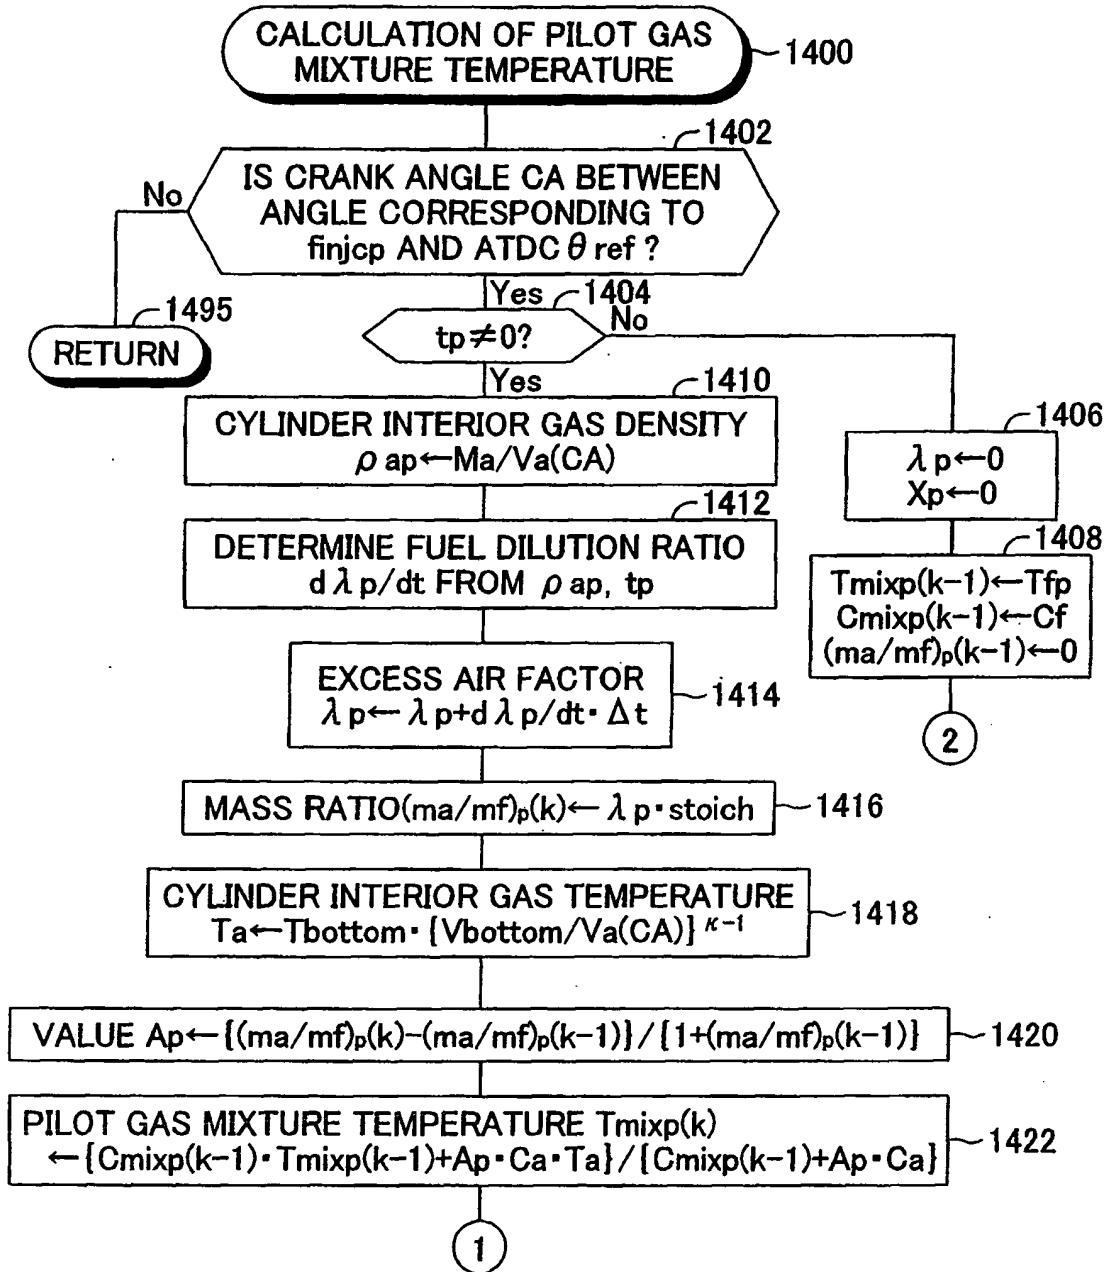 CALCULATION OF PILOT GAS
MIXTURE TEMPERATURE
1400
1402
IS CRANK ANGLE CA BETWEEN
ANGLE CORRESPONDING TO
finjcp AND ATDC θ ref ?
No
Yes
1495
RETURN
1404
tp≠0?
No
Yes
1410
CYLINDER INTERIOR GAS DENSITY
ρ ap←Ma/Va(CA)
1406
λ p←0
Xp←0
1412
DETERMINE FUEL DILUTION RATIO
d λ p/dt FROM ρ ap, tp
1408
Tmixp(k-1)←Tfp
Cmixp(k-1)←Cf
(ma/mf)p(k-1)←0
2
EXCESS AIR FACTOR
λ p← λ p+d λ p/dt· Δt
1414
MASS RATIO(ma/mf)p(k)← λ p·stoich
1416
CYLINDER INTERIOR GAS TEMPERATURE
Ta←Tbottom·{Vbottom/Va(CA)} κ-1
1418
VALUE Ap←{(ma/mf)p(k)-(ma/mf)p(k-1)}/{1+(ma/mf)p(k-1)}
1420
PILOT GAS MIXTURE TEMPERATURE Tmixp(k)
←{Cmixp(k-1)·Tmixp(k-1)+Ap·Ca·Ta}/{Cmixp(k-1)+Ap·Ca}
1422
1